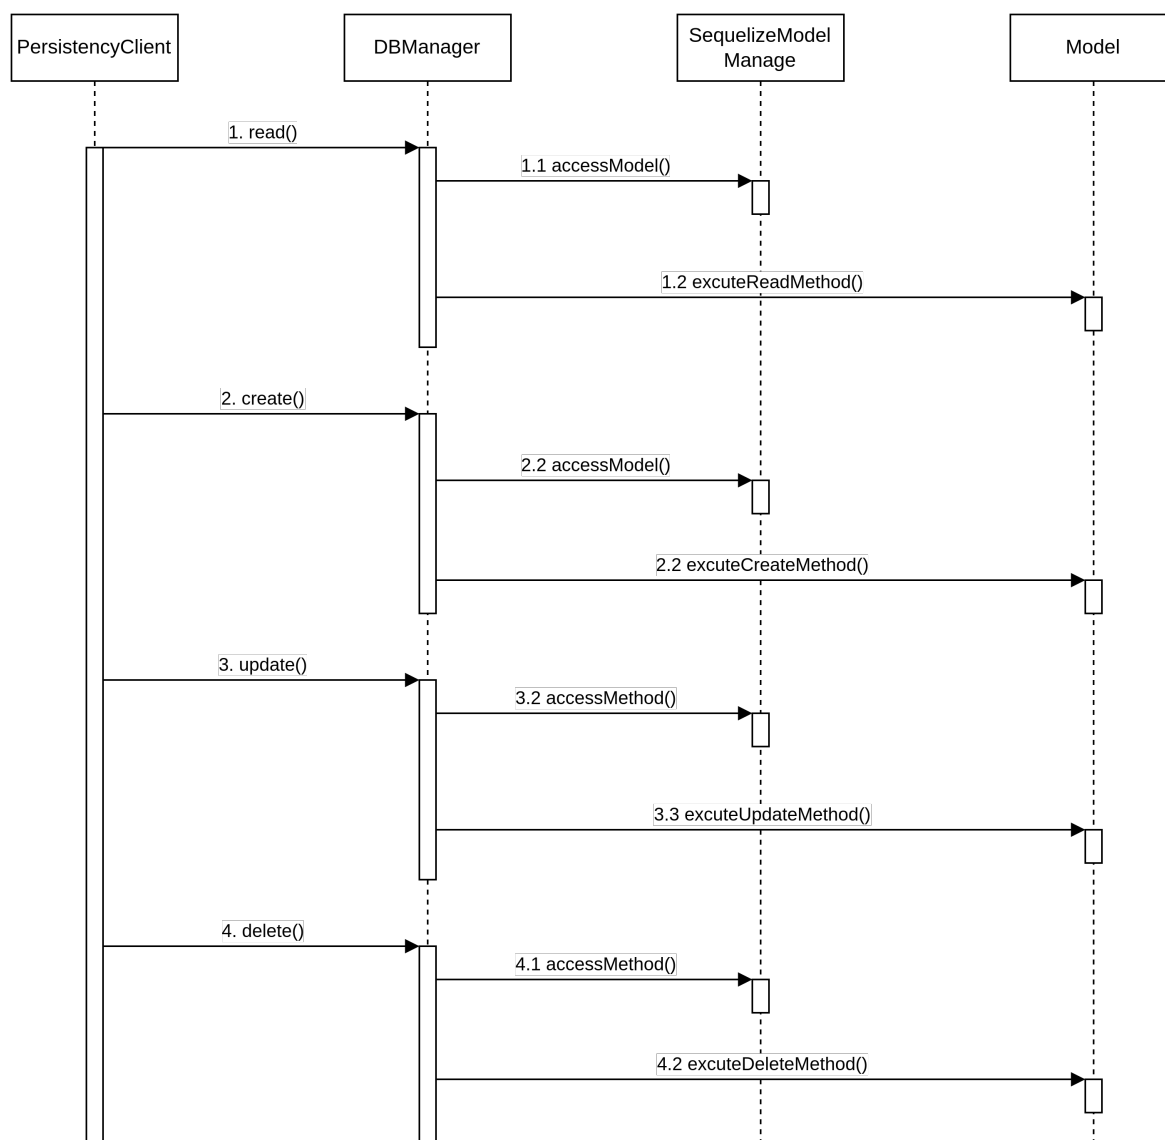 PersistencyClient
DBManager
SequelizeModel
Manage
Model
1. read()
1.1 accessModel()
1.2 excuteReadMethod()
2. create()
2.2 accessModel()
2.2 excuteCreateMethod()
3. update()
3.2 accessMethod()
3.3 excuteUpdateMethod()
4. delete()
4.1 accessMethod()
4.2 excuteDeleteMethod()